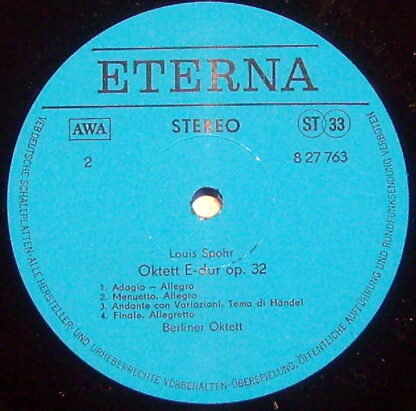 ETERNA
AWA
STEREO
ST 33
2
8 27 763
Louis Spohr
Oktett E-dur op. 32
1. Adagio – Allegro
2. Menuetto. Allegro
3. Andante con Variazioni. Tema di Händel
4. Finale. Allegretto
Berliner Oktett
VEB DEUTSCHE SCHALLPLATTEN · ALLE HERSTELLER- UND URHEBERRECHTE VORBEHALTEN · ÜBERSPIELUNG, ÖFFENTLICHE AUFFÜHRUNG UND RUNDFUNKSENDUNG VERBOTEN